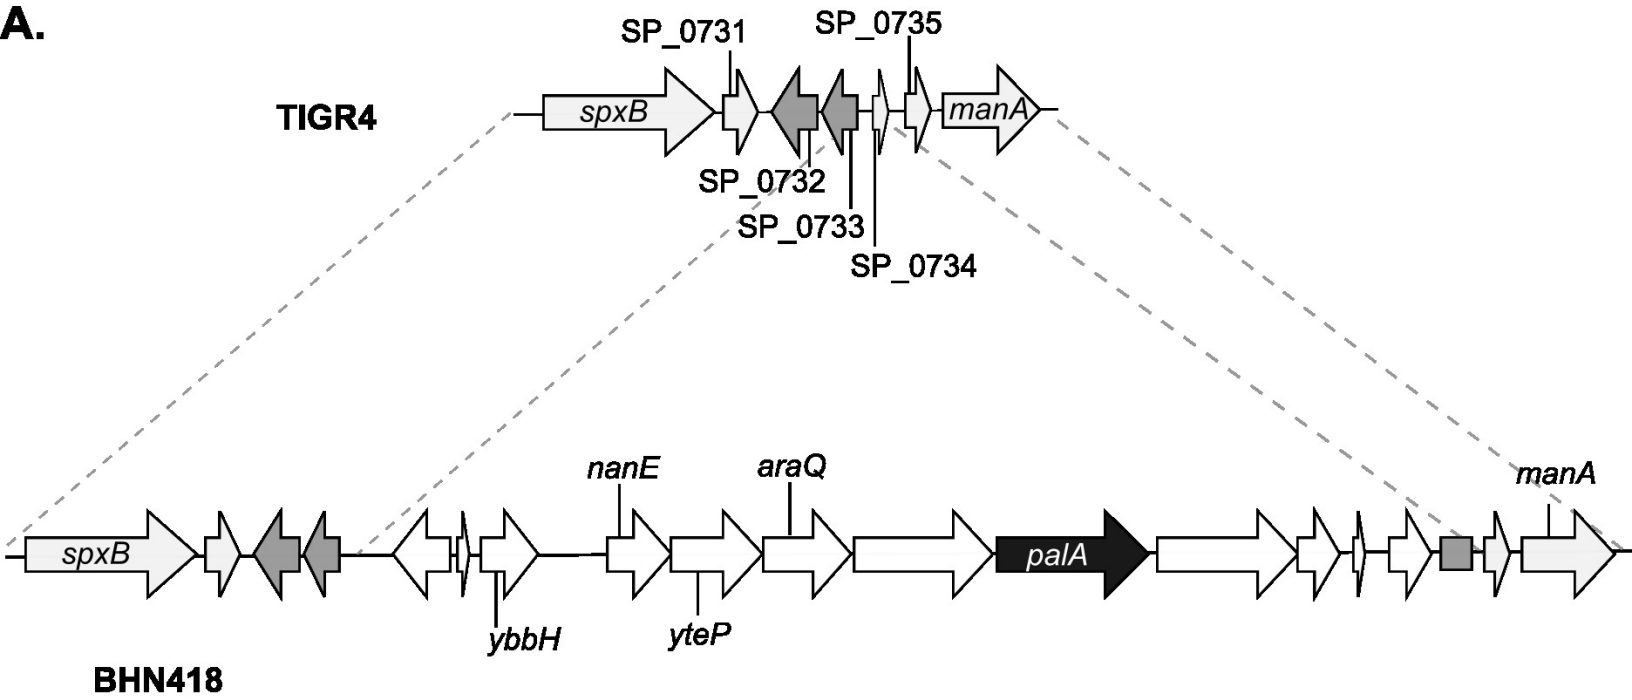 A.
SP_0731
SP_0735
TIGR4
spxB
manA
SP_0732
SP_0733
SP_0734
nanE
araQ
manA
spxB
palA
ybbH
yteP
BHN418